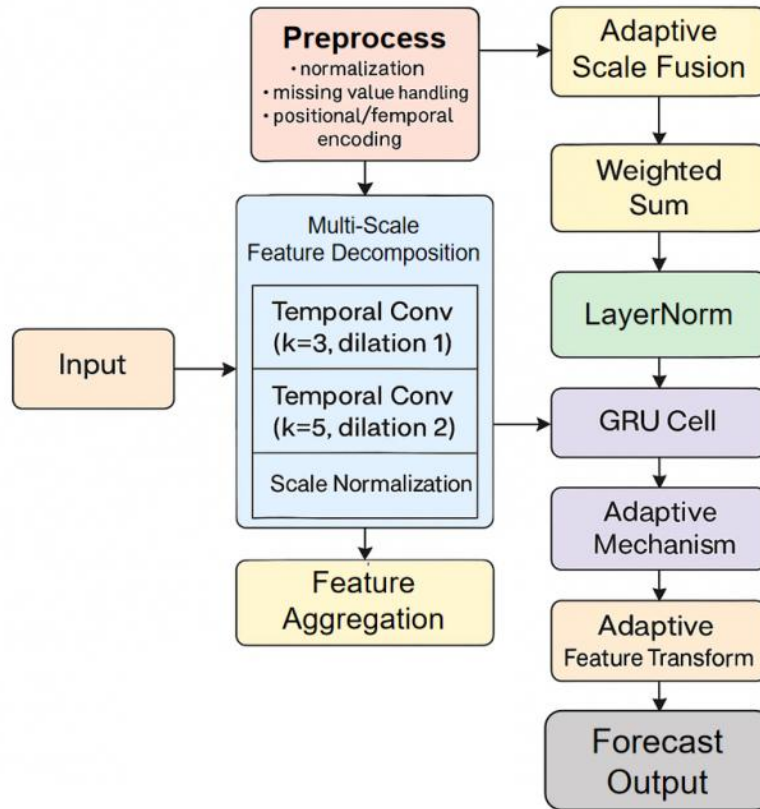 Preprocess
• normalization
• missing value handling
• positional/femporal
encoding
Adaptive
Scale Fusion
Weighted
Sum
Multi-Scale
Feature Decomposition
Temporal Conv
(k=3, dilation 1)
Temporal Conv
(k=5, dilation 2)
Scale Normalization
Input
LayerNorm
GRU Cell
Adaptive
Mechanism
Feature
Aggregation
Adaptive
Feature Transform
Forecast
Output